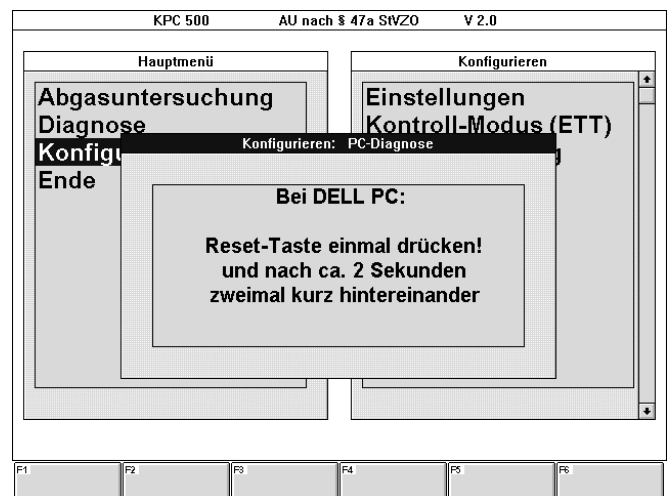 KPC 500 AU nach § 47a StVZO V 2.0
Hauptmenü
Abgasuntersuchung
Diagnose
Ende
Konfigurieren
Einstellungen
Kontroll-Modus (ETT)
Konfigurieren: PC-Diagnose
Bei DELL PC:
Reset-Taste einmal drücken!
und nach ca. 2 Sekunden
zweimal kurz hintereinander
F1 F2 F3 F4 F5 F6